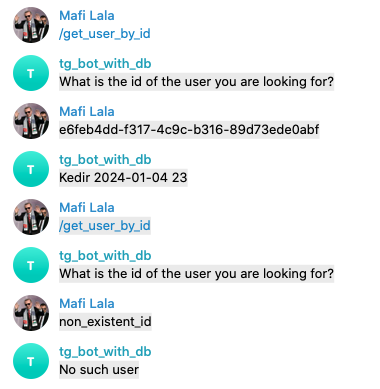 Mafi Lala
/get_user_by_id
T
tg_bot_with_db
What is the id of the user you are looking for?
Mafi Lala
e6feb4dd-f317-4c9c-b316-89d73ede0abf
T
tg_bot_with_db
Kedir 2024-01-04 23
Mafi Lala
/get_user_by_id
T
tg_bot_with_db
What is the id of the user you are looking for?
Mafi Lala
non_existent_id
T
tg_bot_with_db
No such user